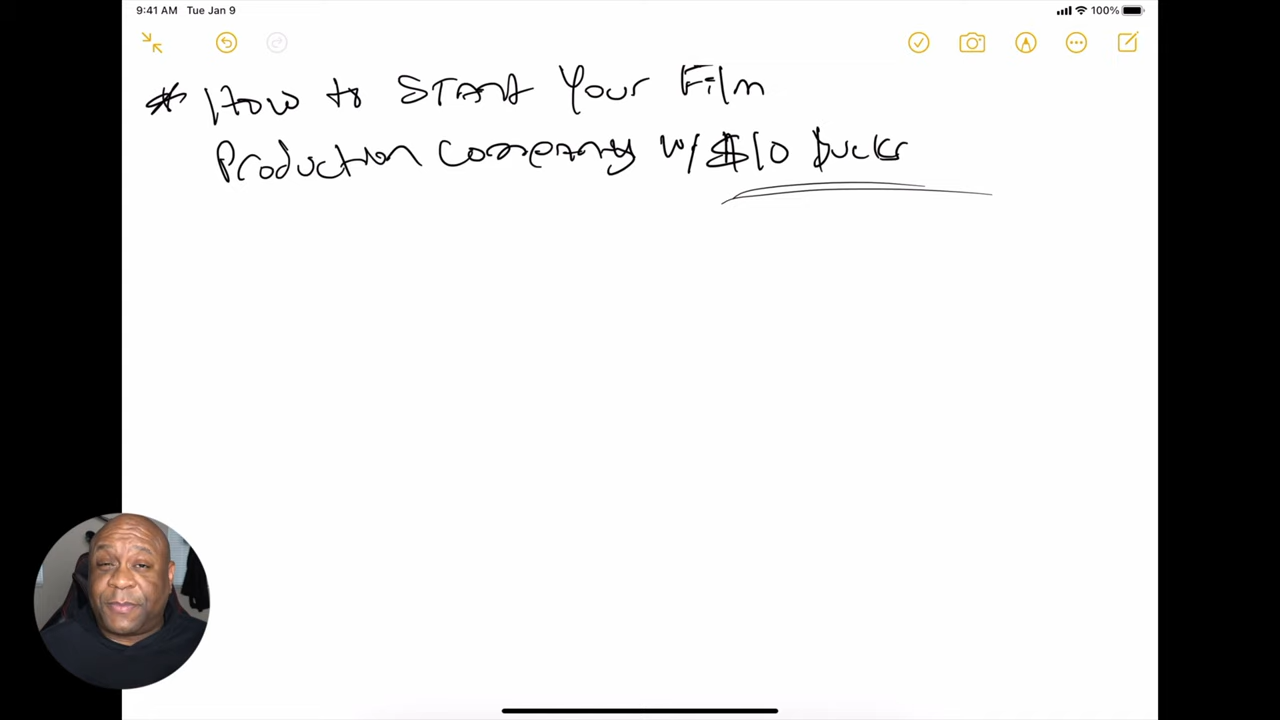 9:41 AM Tue Jan 9 100%
* How to START Your Film
Production Company w/ $10 bucks